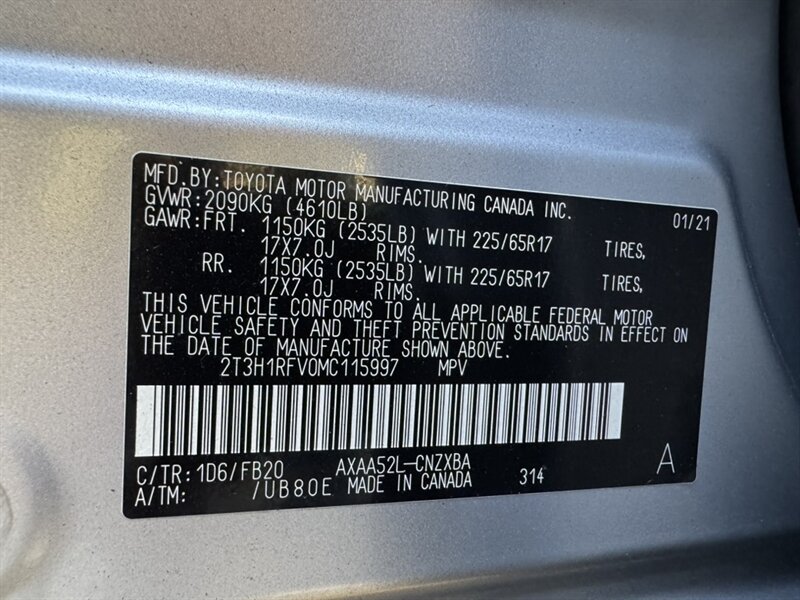 MFD.BY:TOYOTA MOTOR MANUFACTURING CANADA INC.
GVWR:2090KG (4610LB) 01/21
GAWR:FRT. 1150KG (2535LB) WITH 225/65R17 TIRES,
17X7.0J RIMS.
RR. 1150KG (2535LB) WITH 225/65R17 TIRES,
17X7.0J RIMS.
THIS VEHICLE CONFORMS TO ALL APPLICABLE FEDERAL MOTOR
VEHICLE SAFETY AND THEFT PREVENTION STANDARDS IN EFFECT ON
THE DATE OF MANUFACTURE SHOWN ABOVE.
2T3H1RFV0MC115997 MPV
C/TR:1D6/FB20 AXAA52L-CNZXBA A
A/TM: /UB80E MADE IN CANADA 314